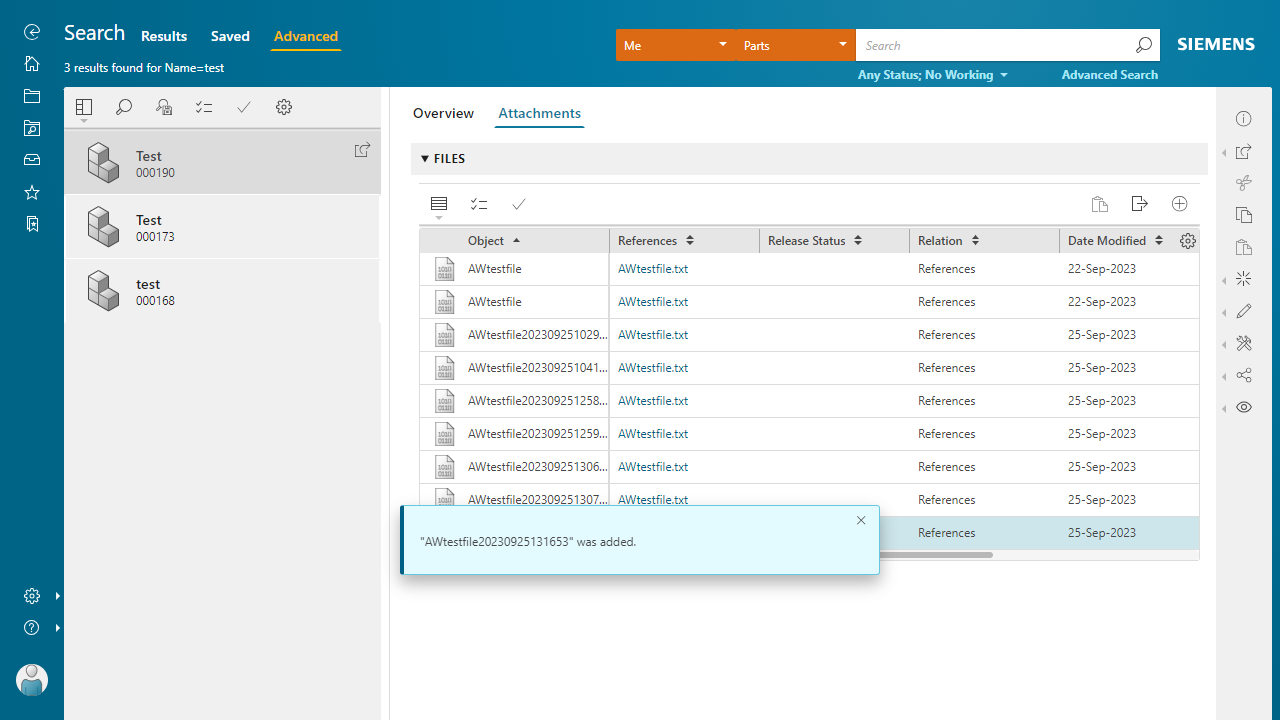 Search Results Saved Advanced
3 results found for Name=test
Me Parts Search SIEMENS
Any Status; No Working Advanced Search
Test
000190
Test
000173
test
000168
Overview Attachments
FILES
Object References Release Status Relation Date Modified
AWtestfile AWtestfile.txt References 22-Sep-2023
AWtestfile AWtestfile.txt References 22-Sep-2023
AWtestfile202309251029... AWtestfile.txt References 25-Sep-2023
AWtestfile202309251041... AWtestfile.txt References 25-Sep-2023
AWtestfile202309251258... AWtestfile.txt References 25-Sep-2023
AWtestfile202309251259... AWtestfile.txt References 25-Sep-2023
AWtestfile202309251306... AWtestfile.txt References 25-Sep-2023
AWtestfile202309251307... AWtestfile.txt References 25-Sep-2023
References 25-Sep-2023
"AWtestfile20230925131653" was added.